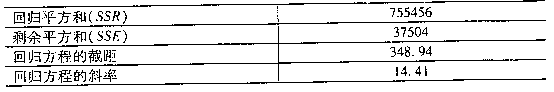 回归平方和(SSR) 755456
剩余平方和(SSE) 37504
回归方程的截距 348.94
回归方程的斜率 14.41